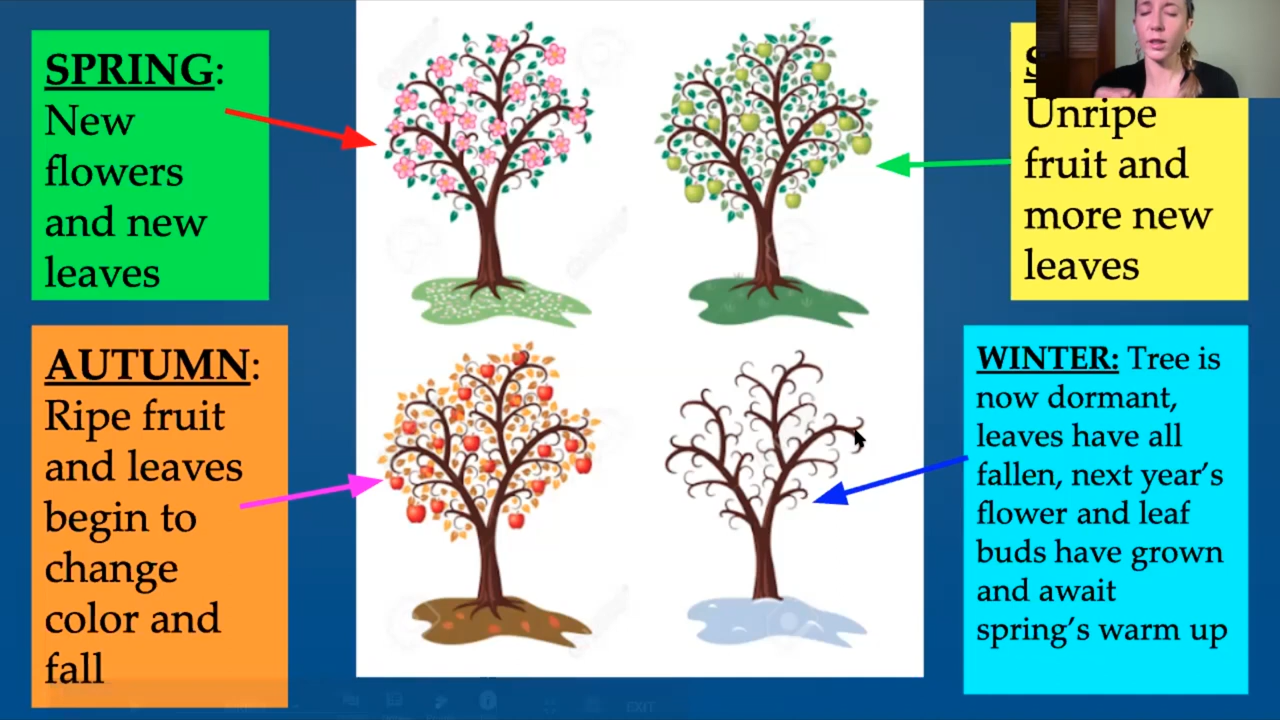 SPRING:
New
flowers
and new
leaves
S
Unripe
fruit and
more new
leaves
AUTUMN:
Ripe fruit
and leaves
begin to
change
color and
fall
WINTER: Tree is
now dormant,
leaves have all
fallen, next year’s
flower and leaf
buds have grown
and await
spring’s warm up
EXIT